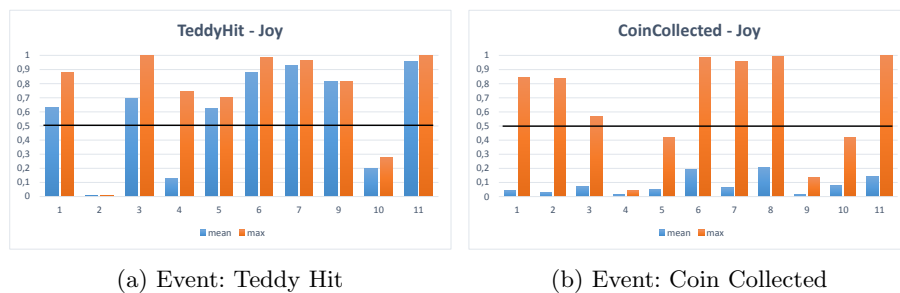 TeddyHit - Joy
1
0,9
0,8
0,7
0,6
0,5
0,4
0,3
0,2
0,1
0
1 2 3 4 5 6 7 9 10 11
mean max
(a) Event: Teddy Hit
CoinCollected - Joy
1
0,9
0,8
0,7
0,6
0,5
0,4
0,3
0,2
0,1
0
1 2 3 4 5 6 7 8 9 10 11
mean max
(b) Event: Coin Collected